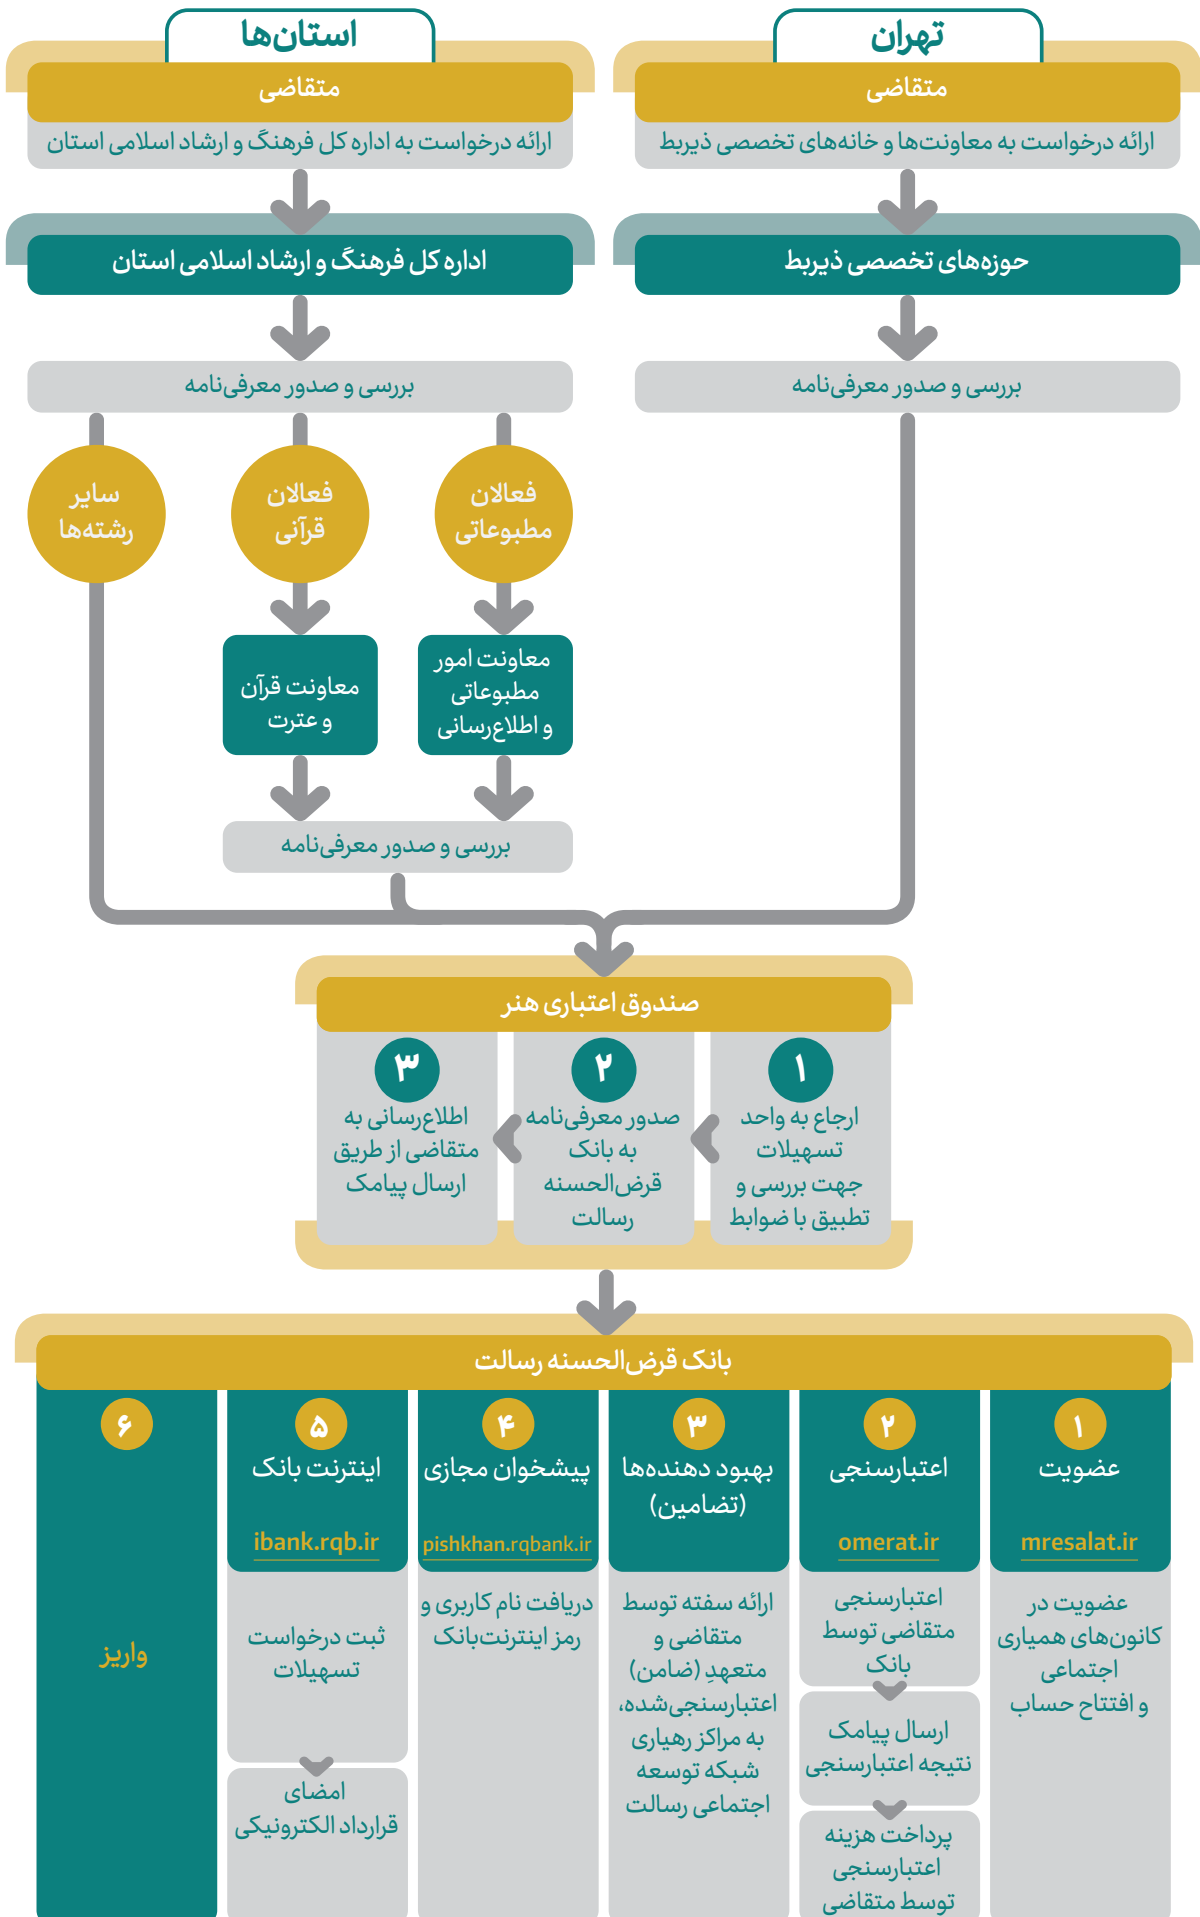 تهران
متقاضی
ارائه درخواست به معاونت‌ها و خانه‌های تخصصی ذیربط
حوزه‌های تخصصی ذیربط
بررسی و صدور معرفی‌نامه
استان‌ها
متقاضی
ارائه درخواست به اداره کل فرهنگ و ارشاد اسلامی استان
اداره کل فرهنگ و ارشاد اسلامی استان
بررسی و صدور معرفی‌نامه
فعالان
مطبوعاتی
فعالان
قرآنی
سایر
رشته‌ها
معاونت امور
مطبوعاتی
و اطلاع‌رسانی
معاونت قرآن
و عترت
بررسی و صدور معرفی‌نامه
صندوق اعتباری هنر
۱
ارجاع به واحد
تسهیلات
جهت بررسی و
تطبیق با ضوابط
۲
صدور معرفی‌نامه
به بانک
قرض‌الحسنه
رسالت
۳
اطلاع‌رسانی به
متقاضی از طریق
ارسال پیامک
بانک قرض‌الحسنه رسالت
۱
عضویت
mresalat.ir
عضویت در
کانون‌های همیاری
اجتماعی
و افتتاح حساب
۲
اعتبارسنجی
omerat.ir
اعتبارسنجی
متقاضی توسط
بانک
ارسال پیامک
نتیجه اعتبارسنجی
پرداخت هزینه
اعتبارسنجی
توسط متقاضی
۳
بهبود دهنده‌ها
(تضامین)
ارائه سفته توسط
متقاضی و
متعهدِ (ضامن)
اعتبارسنجی‌شده،
به مراکز رهیاری
شبکه توسعه
اجتماعی رسالت
۴
پیشخوان مجازی
pishkhan.rqbank.ir
دریافت نام کاربری و
رمز اینترنت‌بانک
۵
اینترنت بانک
ibank.rqb.ir
ثبت درخواست
تسهیلات
امضای
قرارداد الکترونیکی
۶
واریز